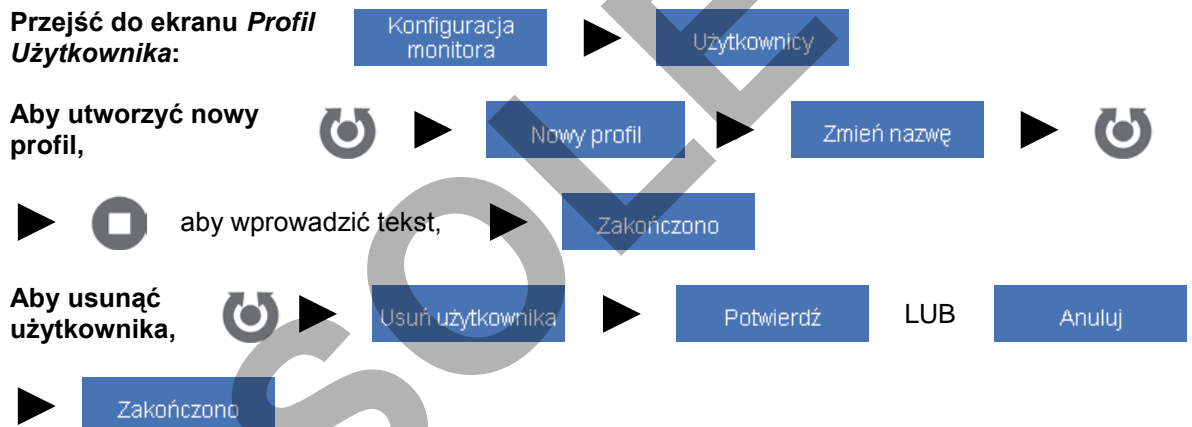 Przejść do ekranu Profil
Użytkownika:
Konfiguracja
monitora
Użytkownicy
Aby utworzyć nowy
profil,
Nowy profil
Zmień nazwę
aby wprowadzić tekst,
Zakończono
Aby usunąć
użytkownika,
Usuń użytkownika
Potwierdź
LUB
Anuluj
Zakończono
SOLE